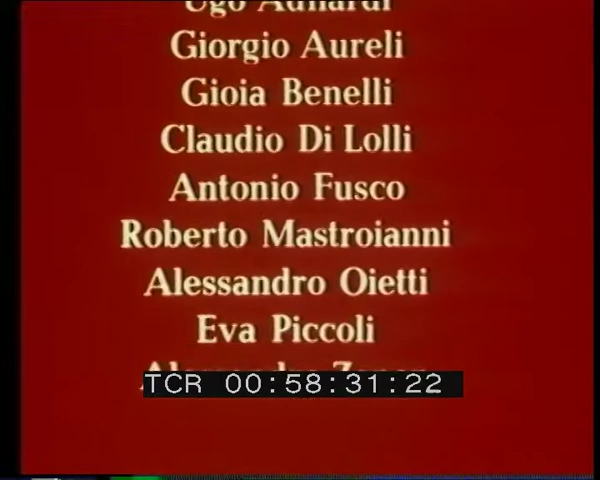 Ugo
Giorgio Aureli
Gioia Benelli
Claudio Di Lolli
Antonio Fusco
Roberto Mastroianni
Alessandro Oietti
Eva Piccoli
TCR 00:58:31:22